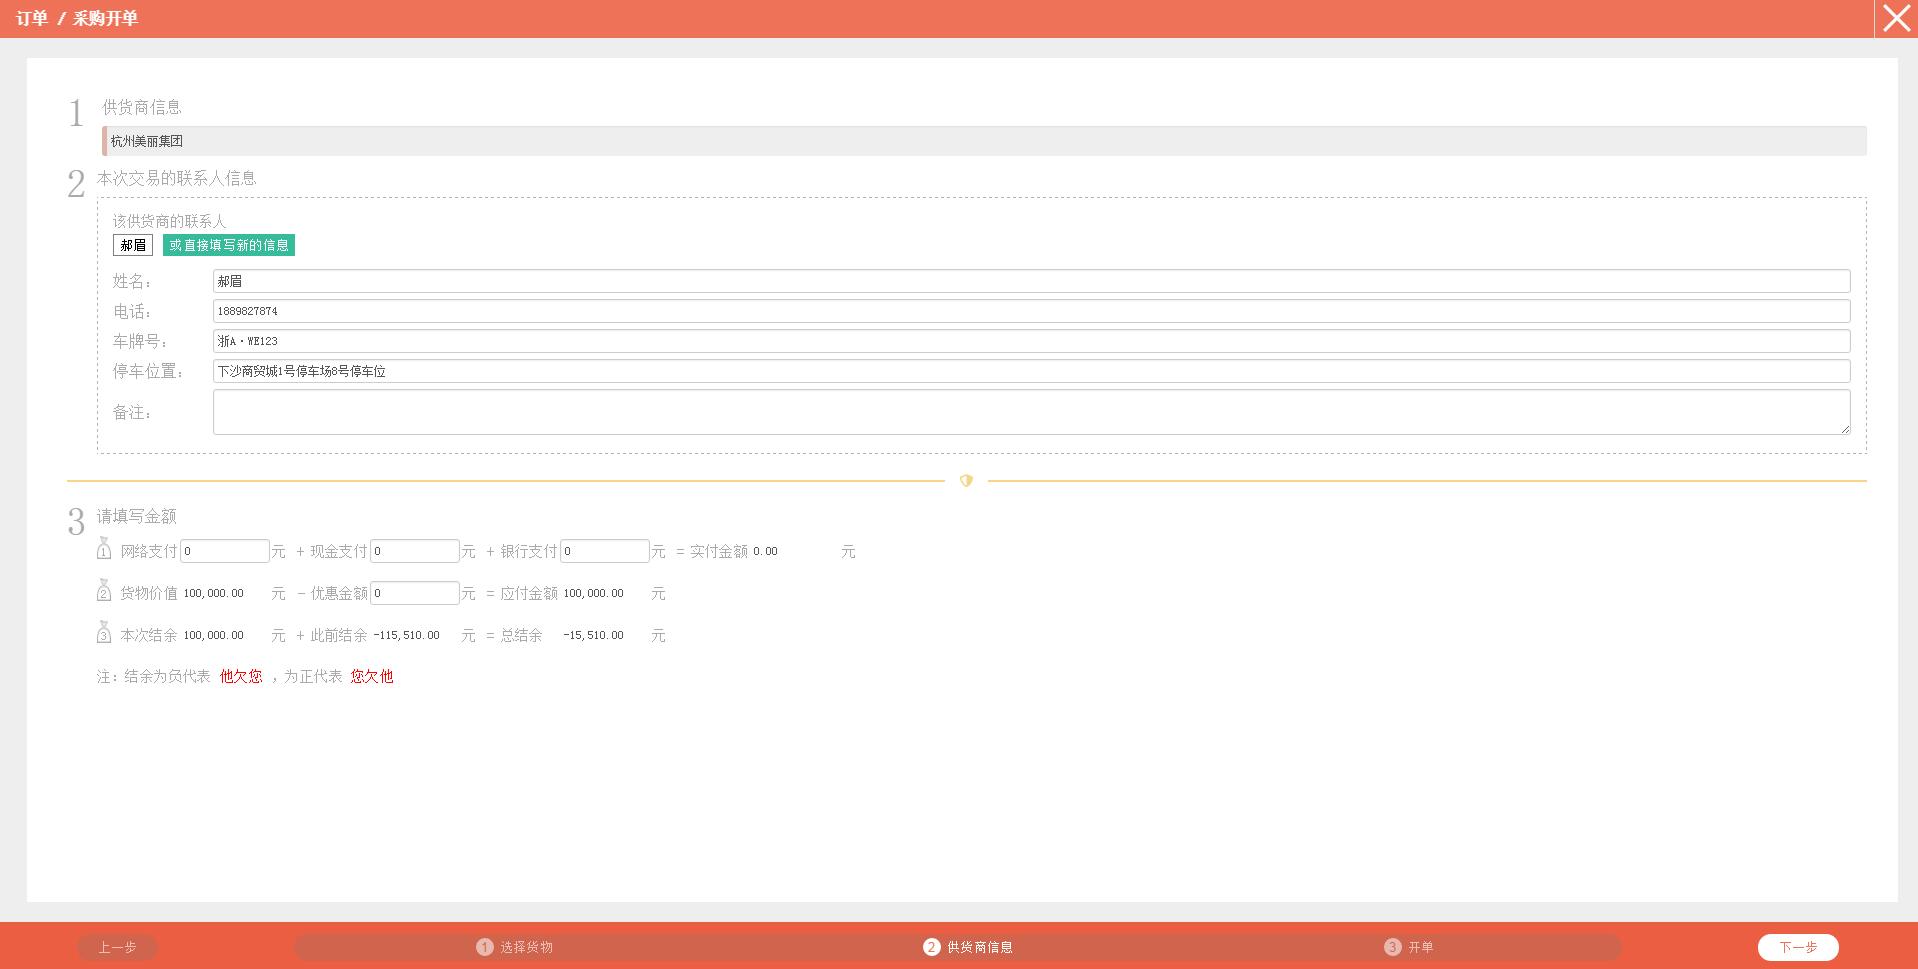 订单 / 采购开单
1 供货商信息
杭州美丽集团
2 本次交易的联系人信息
该供货商的联系人
郝眉 或直接填写新的信息
姓名： 郝眉
电话： 1889827874
车牌号： 浙A·WE123
停车位置： 下沙商贸城1号停车场8号停车位
备注：
3 请填写金额
1 网络支付 0 元 + 现金支付 0 元 + 银行支付 0 元 = 实付金额 0.00 元
2 货物价值 100,000.00 元 - 优惠金额 0 元 = 应付金额 100,000.00 元
3 本次结余 100,000.00 元 + 此前结余 -115,510.00 元 = 总结余 -15,510.00 元
注：结余为负代表 他欠您 ，为正代表 您欠他
上一步 1 选择货物 2 供货商信息 3 开单 下一步